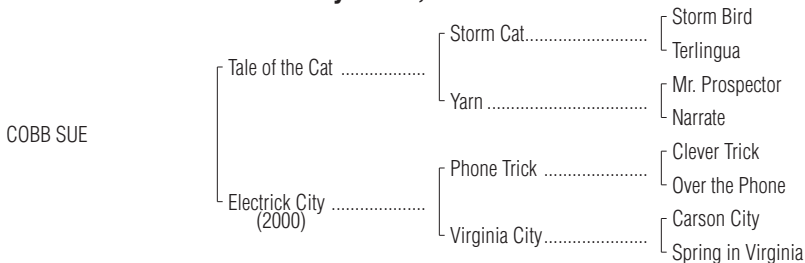 Storm Bird
Storm Cat..............................
Terlingua
Tale of the Cat ..................
Mr. Prospector
Yarn .................................
Narrate
COBB SUE
Clever Trick
Phone Trick .....................
Over the Phone
Electrick City ....................
(2000)
Carson City
Virginia City.....................
Spring in Virginia